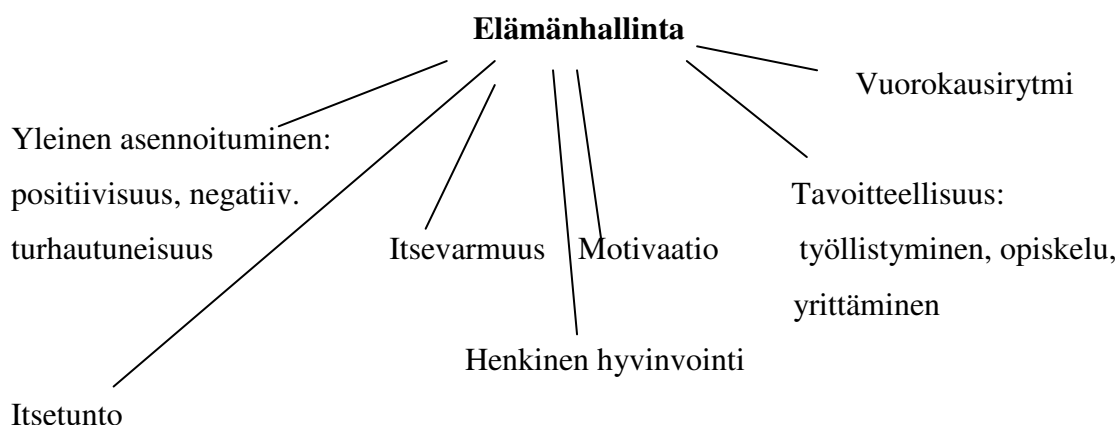 Elämänhallinta
Vuorokausirytmi
Yleinen asennoituminen:
positiivisuus, negatiiv.
turhautuneisuus
Tavoitteellisuus:
työllistyminen, opiskelu,
yrittäminen
Itsevarmuus
Motivaatio
Henkinen hyvinvointi
Itsetunto